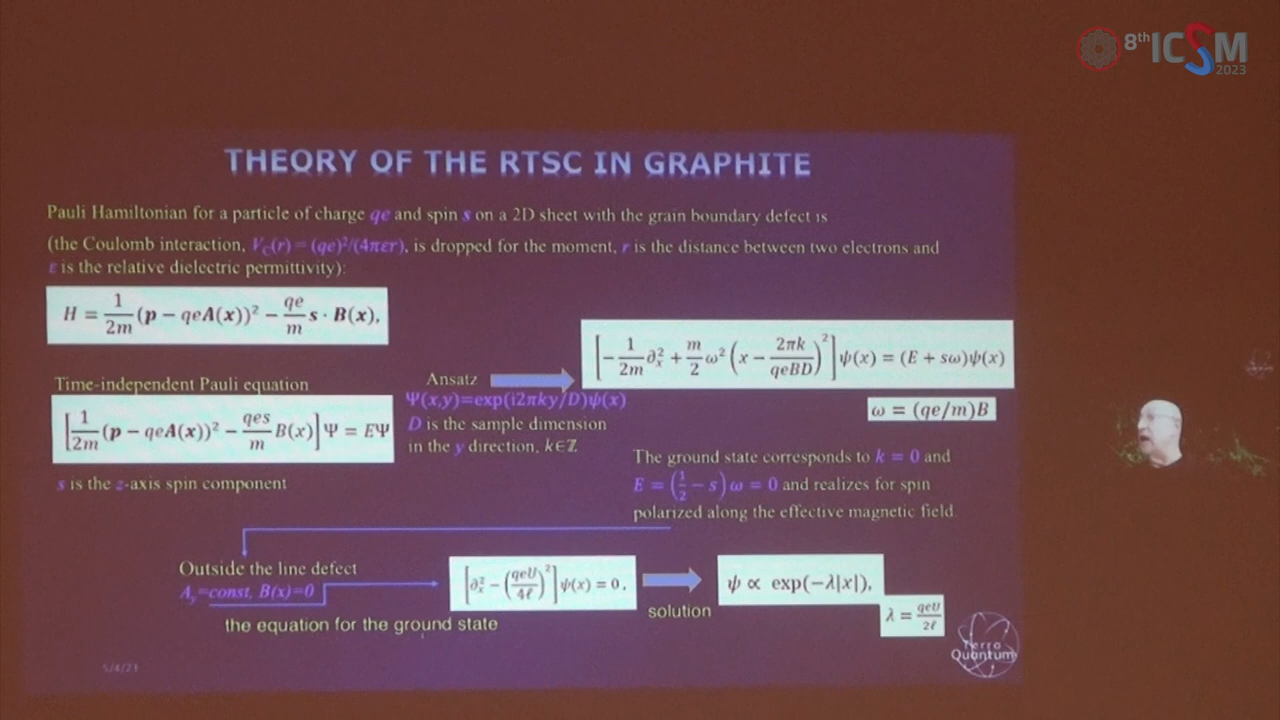 8th ICSM
2023
THEORY OF THE RTSC IN GRAPHITE
Pauli Hamiltonian for a particle of charge qe and spin s on a 2D sheet with the grain boundary defect is
(the Coulomb interaction, V_C(r) = (qe)²/(4πεr), is dropped for the moment, r is the distance between two electrons and
ε is the relative dielectric permittivity):
H = 1/2m (p − qeA(x))² − qe/m s · B(x),
Time-independent Pauli equation
[1/2m (p − qeA(x))² − qes/m B(x)] Ψ = EΨ
s is the z-axis spin component
Ansatz
Ψ(x,y)=exp(i2πky/D)ψ(x)
D is the sample dimension
in the y direction, k∈ℤ
[−1/2m ∂ₓ² + m/2 ω² (x − 2πk/qeBD)²] ψ(x) = (E + sω)ψ(x)
ω = (qe/m)B
The ground state corresponds to k = 0 and
E = (1/2 − s) ω = 0 and realizes for spin
polarized along the effective magnetic field.
Outside the line defect
A_y=const, B(x)=0
the equation for the ground state
[∂ₓ² − (qeU/4ℓ)²] ψ(x) = 0,
solution
ψ ∝ exp(−λ|x|),
λ = qeU/2ℓ
5/4/23
Terra
Quantum